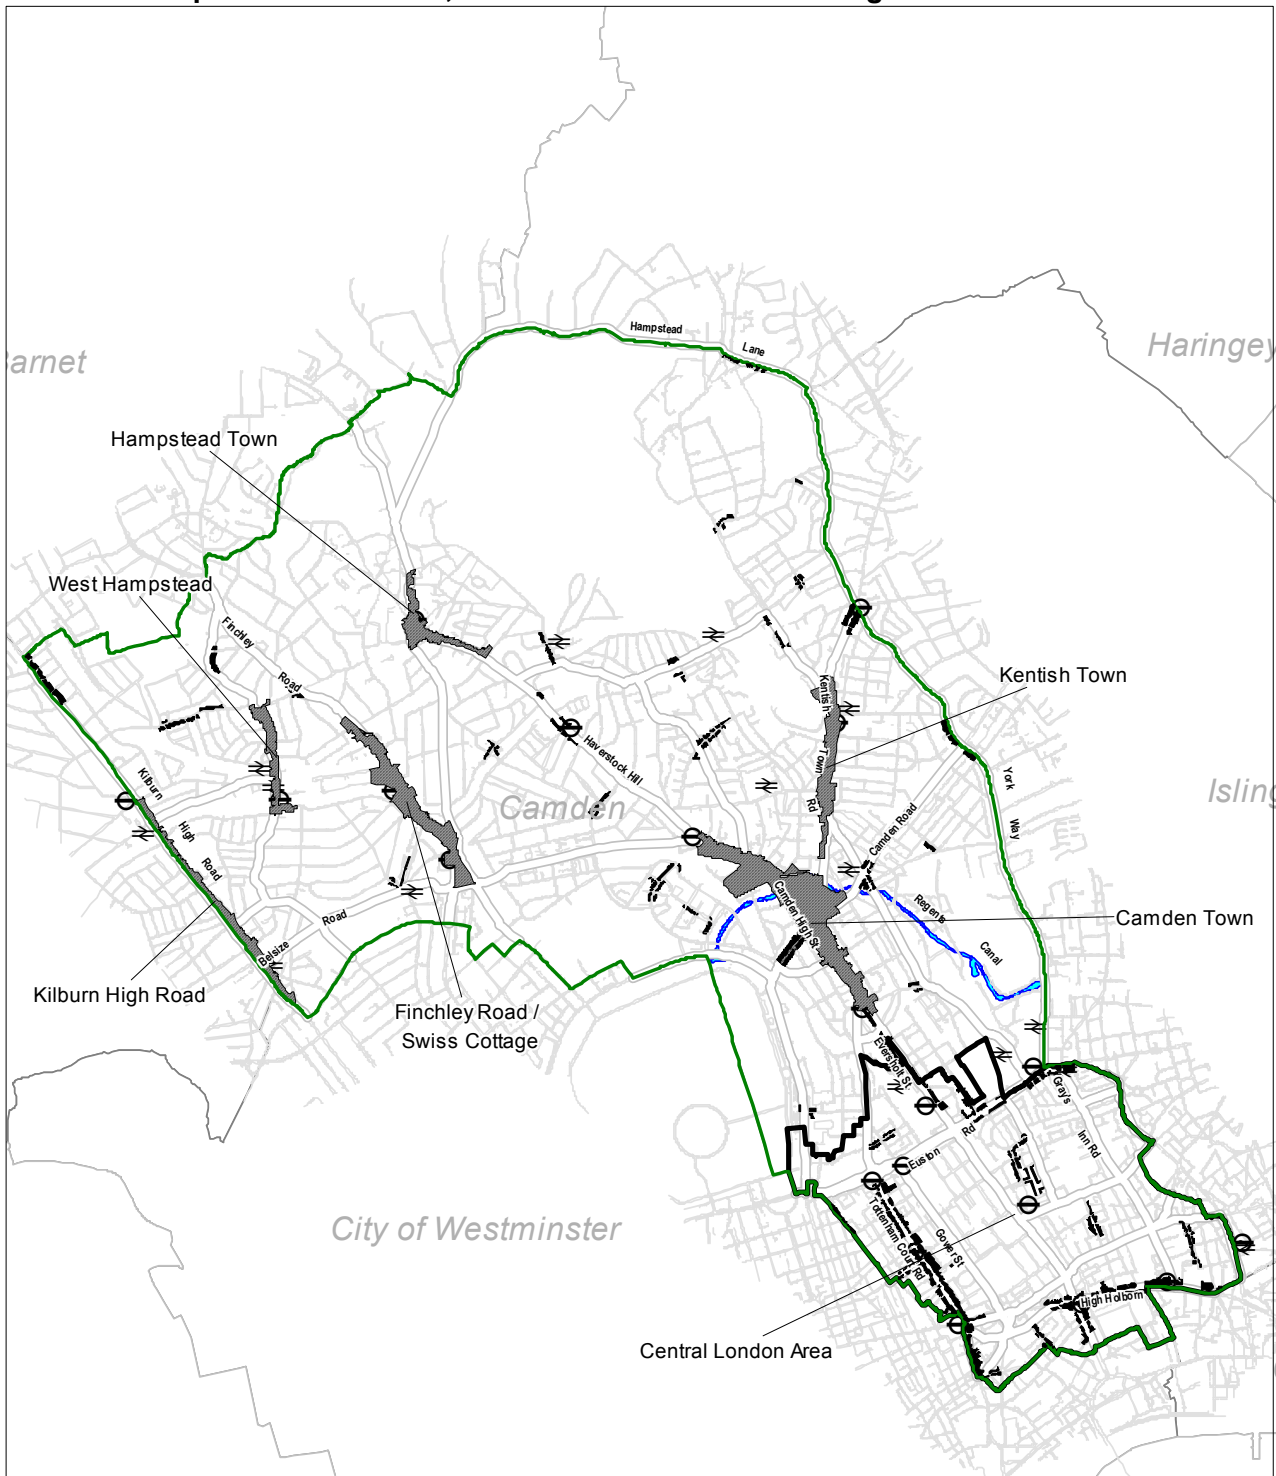 Hampstead
Lane
Haringey
arnet
Hampstead Town
West Hampstead
Finchley
Road
Kentish Town
Kentish
Town
Rd
Haverstock Hill
York
Way
Isling
Kilburn
High
Road
Camden
Camden Road
Regents
Canal
Camden High St
Camden Town
Belsize
Road
Kilburn High Road
Finchley Road /
Swiss Cottage
Eversholt St
Gray's
Inn Rd
Euston
Rd
City of Westminster
Tottenham Court Rd
Gower St
High Holborn
Central London Area